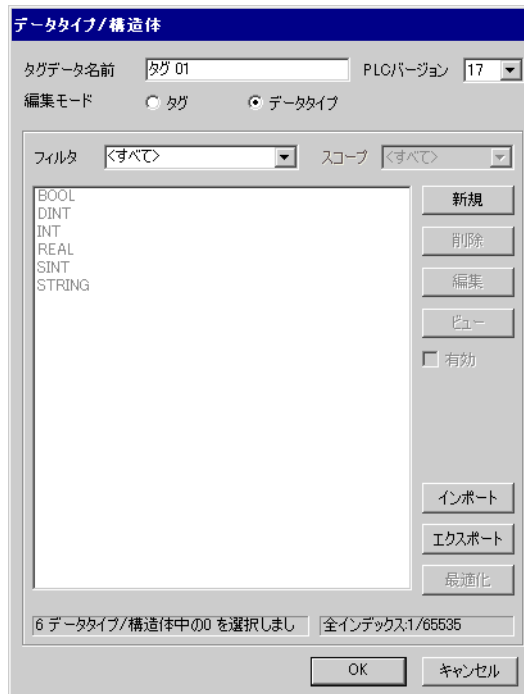 データタイプ/構造体
タグデータ名前 タグ 01 PLCバージョン 17
編集モード タグ データタイプ
フィルタ <すべて> スコープ <すべて>
BOOL
DINT
INT
REAL
SINT
STRING
新規
削除
編集
ビュー
有効
インポート
エクスポート
最適化
6 データタイプ/構造体中の0 を選択しまし 全インデックス:1/65535
OK キャンセル